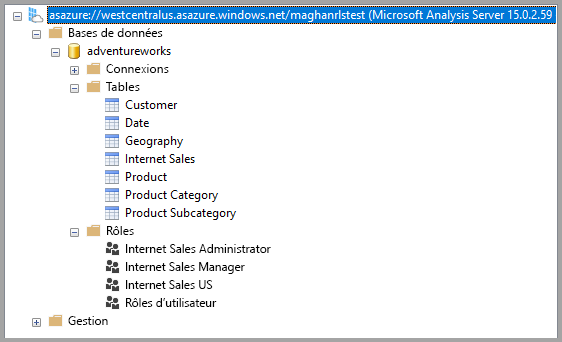 asazure://westcentralus.asazure.windows.net/maghanrlstest (Microsoft Analysis Server 15.0.2.59
Bases de données
adventureworks
Connexions
Tables
Customer
Date
Geography
Internet Sales
Product
Product Category
Product Subcategory
Rôles
Internet Sales Administrator
Internet Sales Manager
Internet Sales US
Rôles d’utilisateur
Gestion